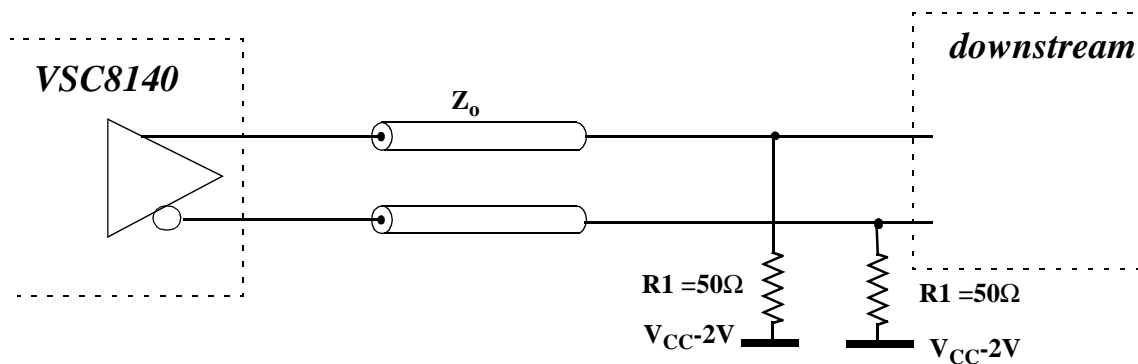 VSC8140
downstream
Zo
R1 =50Ω
R1 =50Ω
VCC-2V
VCC-2V